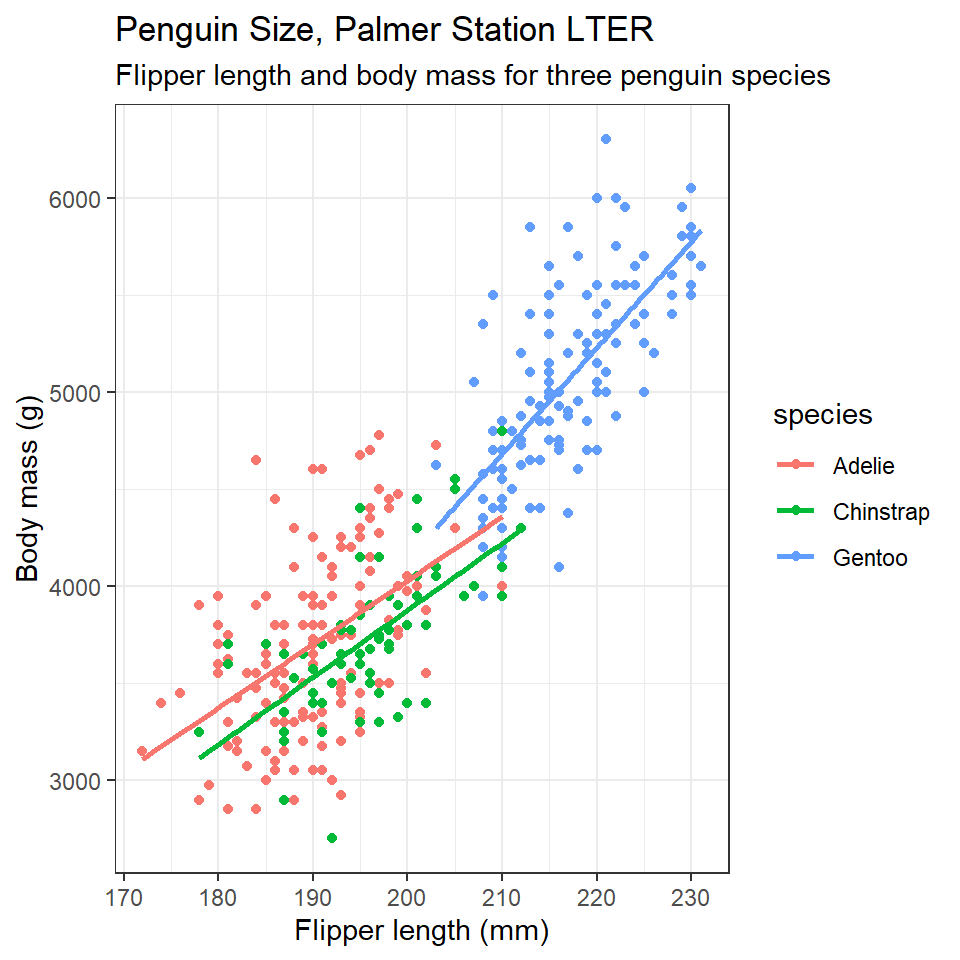 Penguin Size, Palmer Station LTER
Flipper length and body mass for three penguin species
6000
5000
4000
3000
Body mass (g)
170 180 190 200 210 220 230
Flipper length (mm)
species
Adelie
Chinstrap
Gentoo